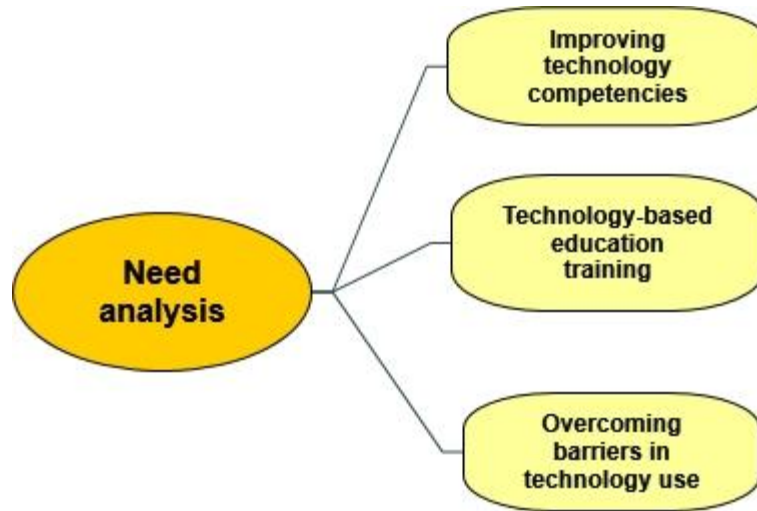 Improving
technology
competencies
Technology-based
education
training
Need
analysis
Overcoming
barriers in
technology use